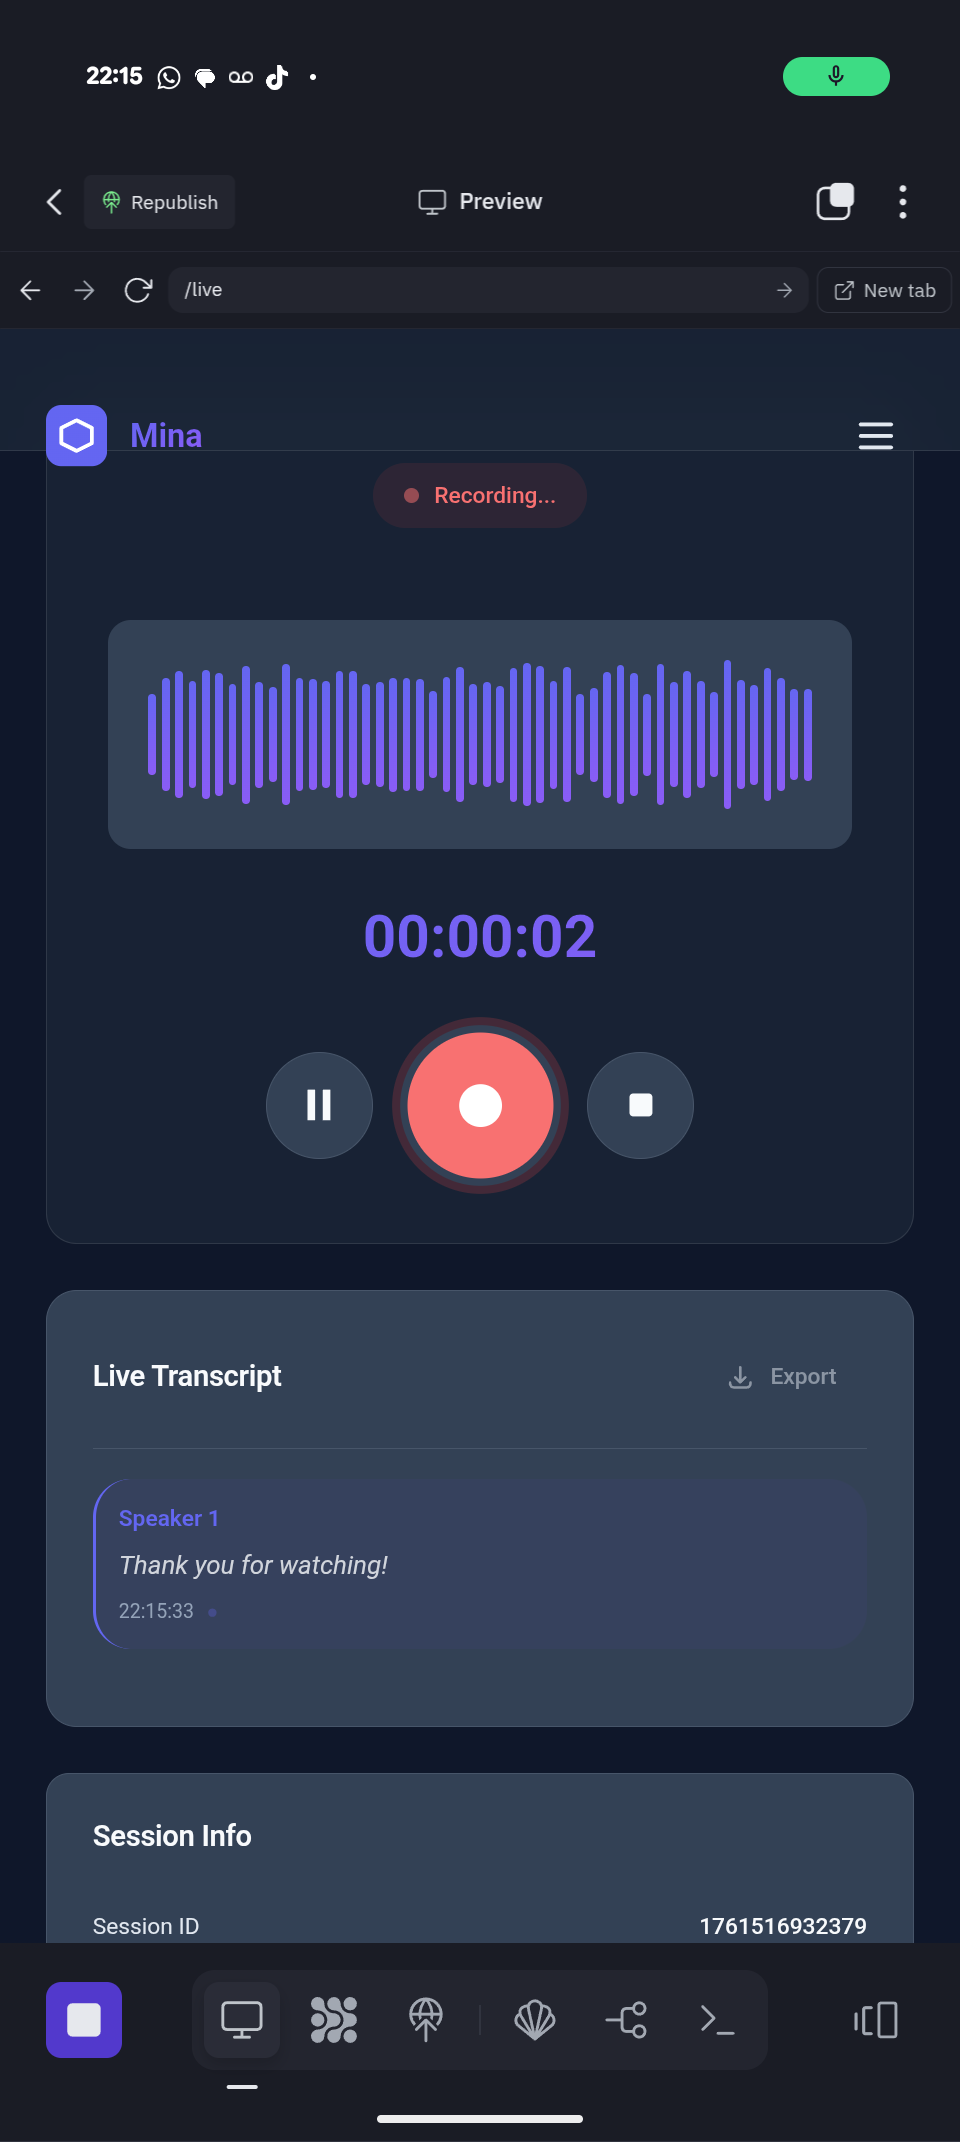 22:15
Republish
Preview
/live
New tab
Mina
Recording...
00:00:02
Live Transcript
Export
Speaker 1
Thank you for watching!
22:15:33
Session Info
Session ID
1761516932379